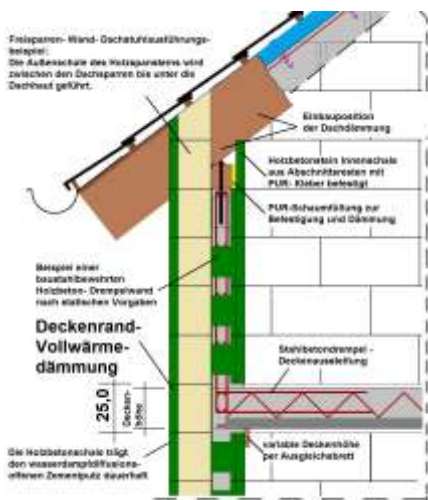 Freisparren- Wand- Dachstuhlausführungs-
beispiel:
Die Außenschale des Holzspansteins wird
zwischen den Dachsparren bis unter die
Dachhaut geführt.
Einbauposition
der Dachdämmung
Holzbetonstein Innenschale
aus Abschnittresten mit
PUR- Kleber befestigt
PUR-Schaumfüllung zur
Befestigung und Dämmung
Beispiel einer
baustahlbewehrten
Holzbeton- Drempelwand
nach statischen Vorgaben
Deckenrand-
Vollwärme-
dämmung
Stahlbetondrempel -
Deckenausteifung
25,0
Decken-
höhe
Die Holzbetonschale trägt
den wasserdampfdiffusions-
offenen Zementputz dauerhaft
variable Deckenhöhe
per Ausgleichsbrett